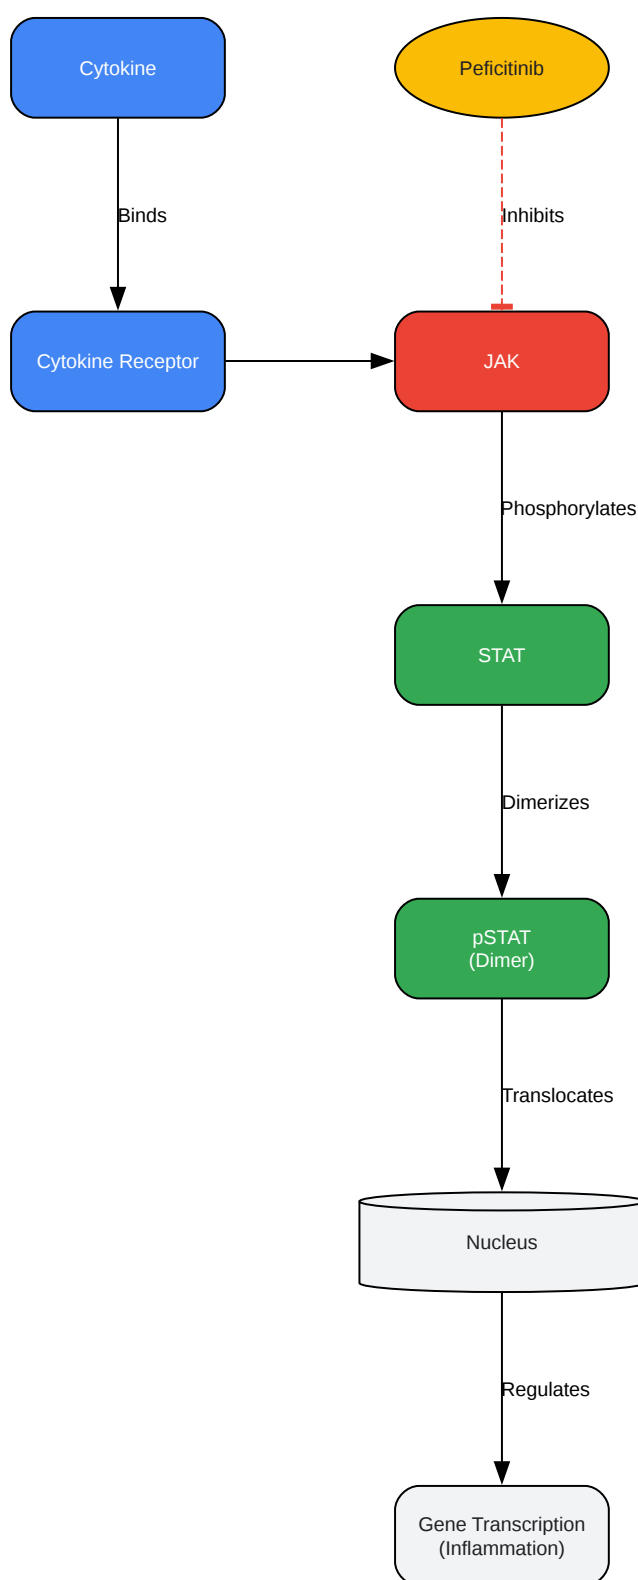 Cytokine
Peficitinib
Binds
Inhibits
Cytokine Receptor
JAK
Phosphorylates
STAT
Dimerizes
pSTAT
(Dimer)
Translocates
Nucleus
Regulates
Gene Transcription
(Inflammation)